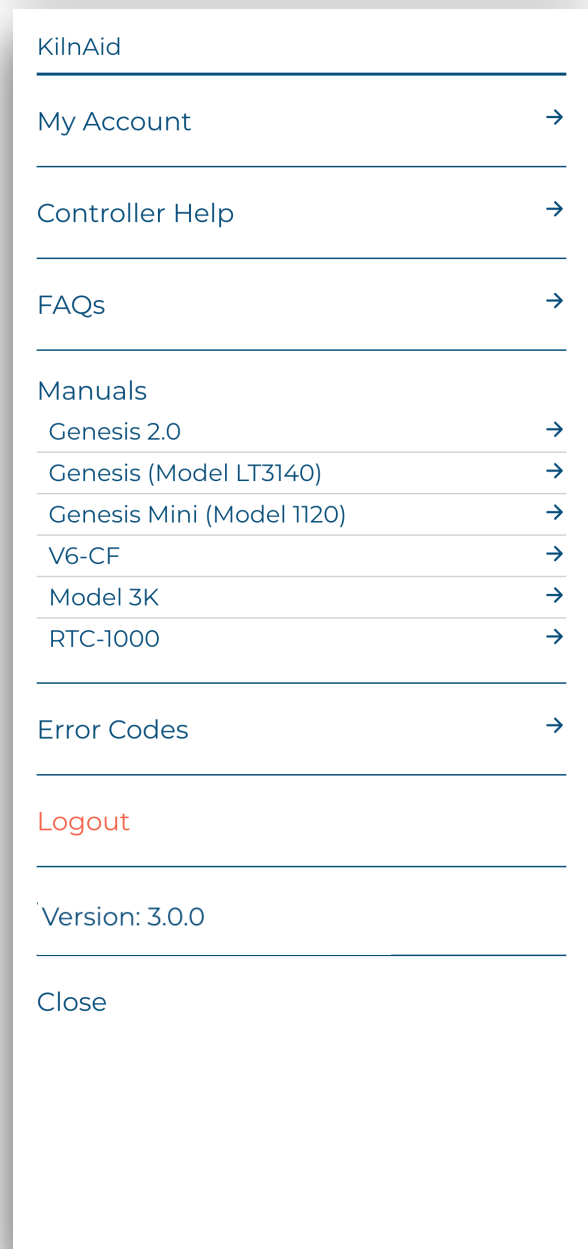 KilnAid
My Account
Controller Help
FAQs
Manuals
Genesis 2.0
Genesis (Model LT3140)
Genesis Mini (Model 1120)
V6-CF
Model 3K
RTC-1000
Error Codes
Logout
Version: 3.0.0
Close